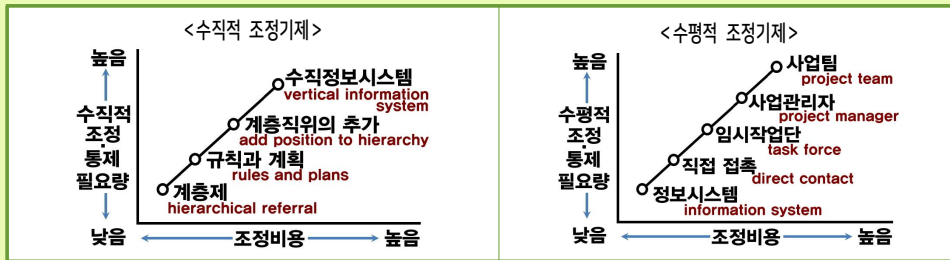 <수직적 조정기제>
높음
수직적
조정
·
통제
필요량
낮음
수직정보시스템
vertical information
system
계층직위의 추가
add position to hierarchy
규칙과 계획
rules and plans
계층제
hierarchical referral
조정비용
높음
<수평적 조정기제>
높음
수평적
조정
·
통제
필요량
낮음
사업팀
project team
사업관리자
project manager
임시작업단
task force
직접 접촉
direct contact
정보시스템
information system
조정비용
높음